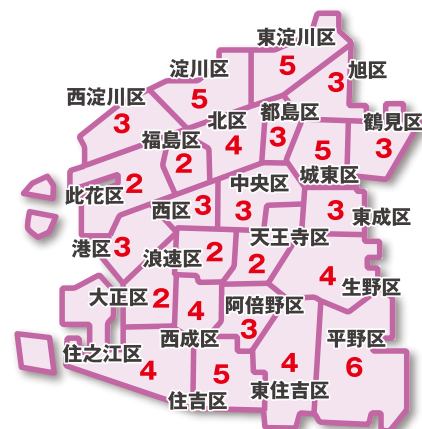 東淀川区
5
淀川区
5
旭区
3
西淀川区
3
北区
4
都島区
3
鶴見区
3
福島区
2
城東区
5
此花区
2
西区
3
中央区
3
東成区
3
港区
3
浪速区
2
天王寺区
2
生野区
4
大正区
2
西成区
4
阿倍野区
3
平野区
6
住之江区
4
住吉区
5
東住吉区
4